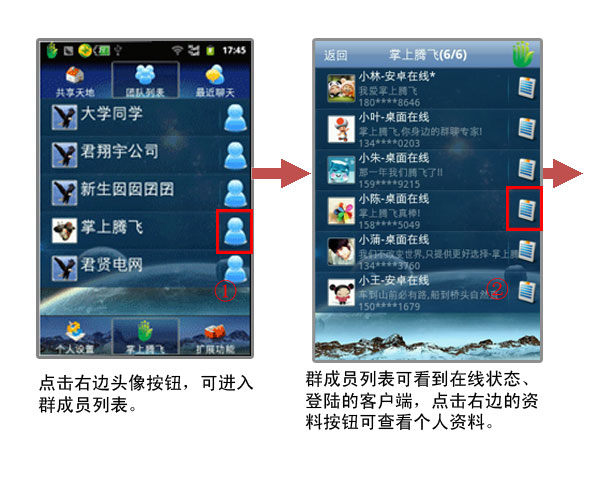 17:45
共享天地 团队列表 最近聊天
大学同学
君翔宇公司
新生囡囡团团
掌上腾飞
君贤电网
①
个人设置 掌上腾飞 扩展功能
点击右边头像按钮，可进入
群成员列表。
返回 掌上腾飞(6/6)
小林-安卓在线*
我爱掌上腾飞
180****8646
小叶-桌面在线
掌上腾飞,你身边的群聊专家!
134****0203
小朱-桌面在线
那一年我们腾飞了!!
159****9215
小陈-桌面在线
掌上腾飞真棒!
158****5049
小蒲-桌面在线
我们不改变世界,只提供更好选择-掌上腾
134****3760
小王-安卓在线
②
车到山前必有路,船到桥头自然直
150****1679
群成员列表可看到在线状态、
登陆的客户端，点击右边的资
料按钮可查看个人资料。